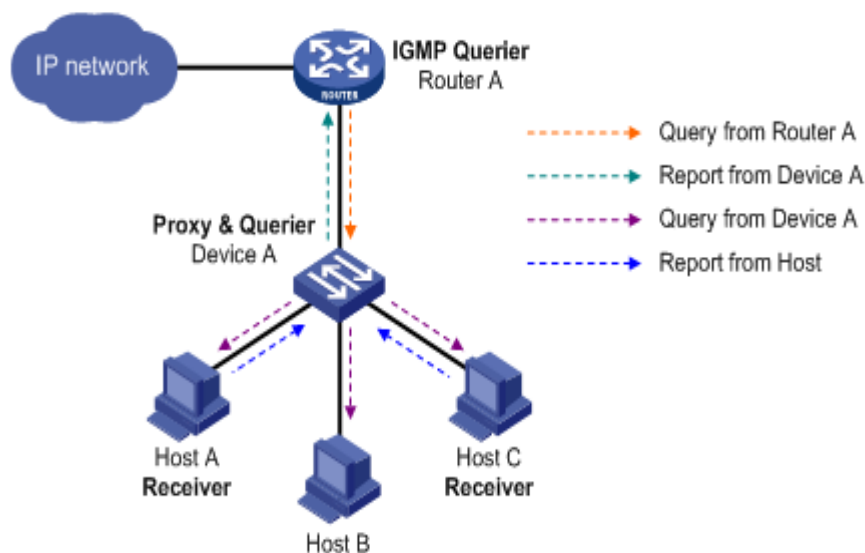 IP network
IGMP Querier
Router A
ROUTER
Query from Router A
Report from Device A
Query from Device A
Report from Host
Proxy & Querier
Device A
Host A
Receiver
Host B
Host C
Receiver